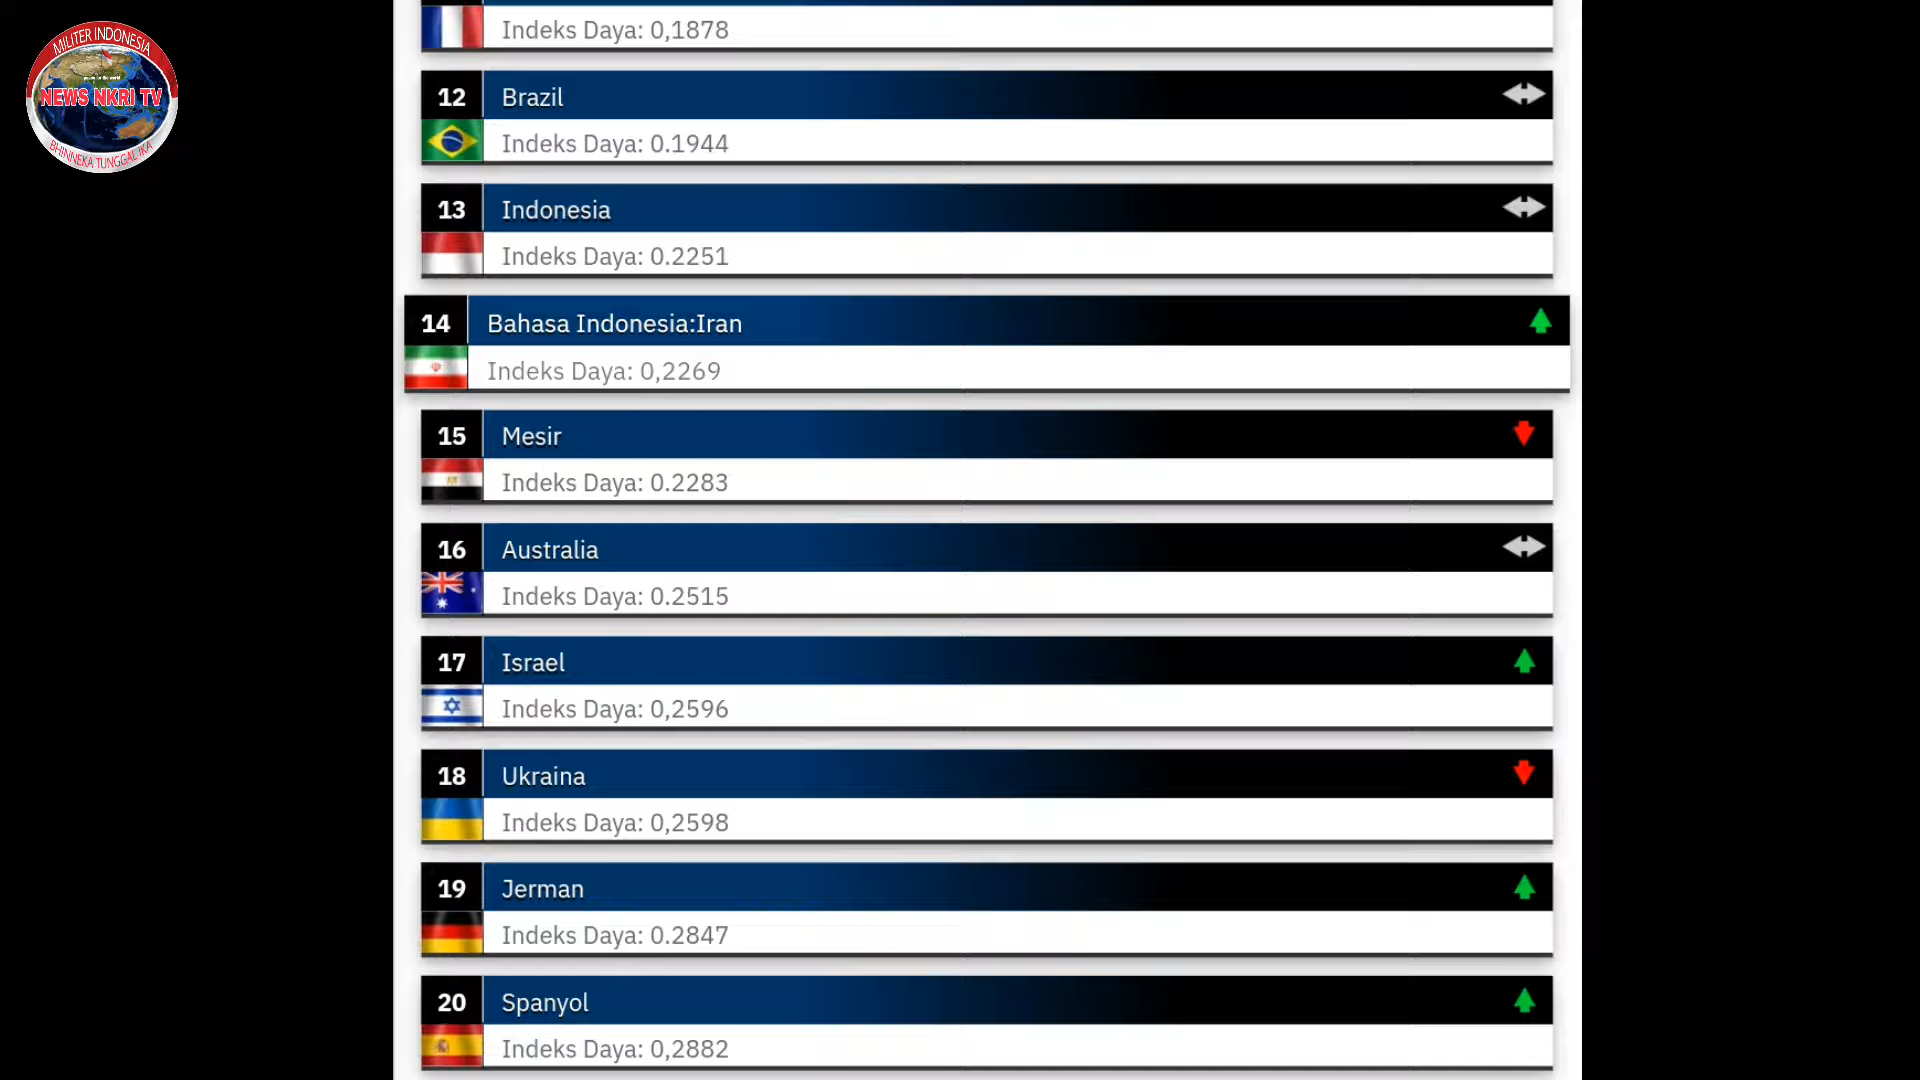 MILITER INDONESIA
NEWS NKRI TV
BHINNEKA TUNGGAL IKA
Indeks Daya: 0,1878
12 Brazil
Indeks Daya: 0.1944
13 Indonesia
Indeks Daya: 0.2251
14 Bahasa Indonesia:Iran
Indeks Daya: 0,2269
15 Mesir
Indeks Daya: 0.2283
16 Australia
Indeks Daya: 0.2515
17 Israel
Indeks Daya: 0,2596
18 Ukraina
Indeks Daya: 0,2598
19 Jerman
Indeks Daya: 0.2847
20 Spanyol
Indeks Daya: 0,2882